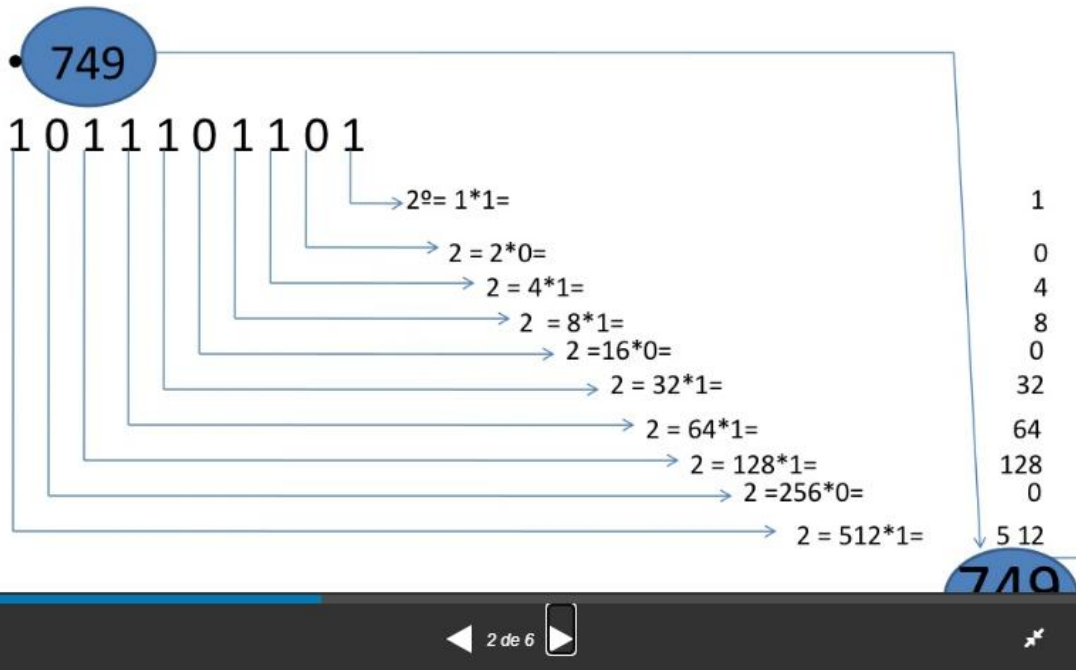 • 749
1 0 1 1 1 0 1 1 0 1
2º= 1*1= 1
2 = 2*0= 0
2 = 4*1= 4
2 = 8*1= 8
2 =16*0= 0
2 = 32*1= 32
2 = 64*1= 64
2 = 128*1= 128
2 =256*0= 0
2 = 512*1= 5 12
749
2 de 6